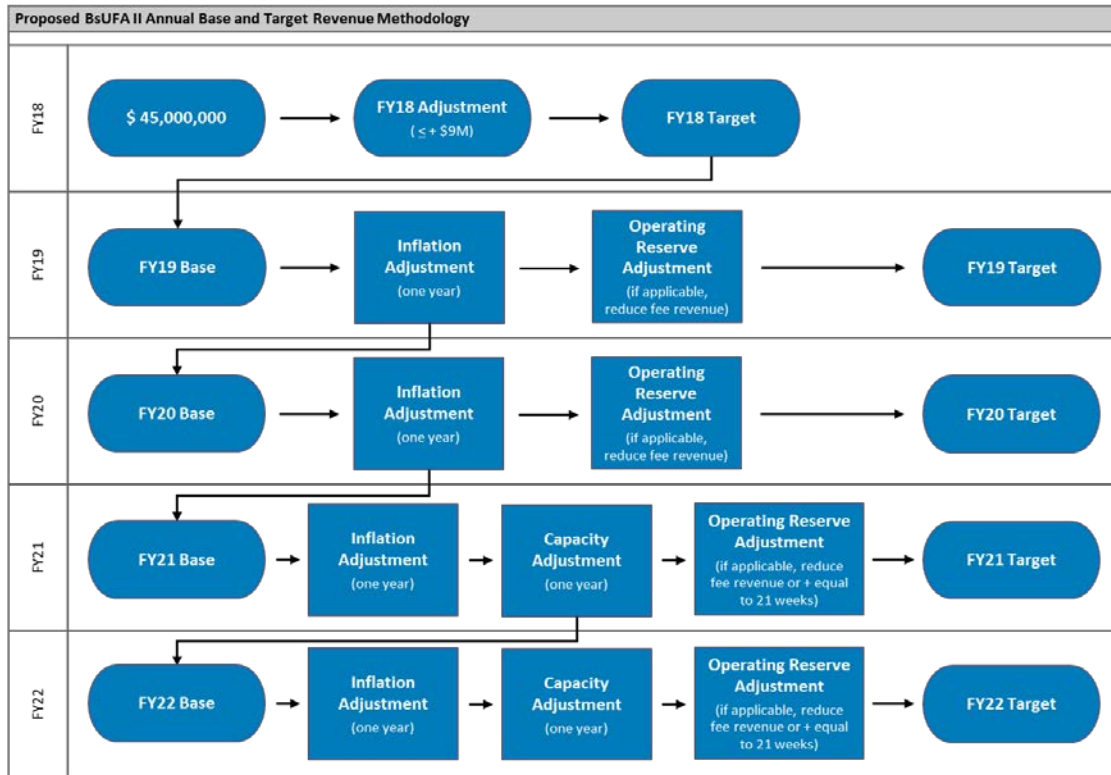 Proposed BsUFA II Annual Base and Target Revenue Methodology
FY18
$ 45,000,000
FY18 Adjustment
( ≤ + $9M)
FY18 Target
FY19
FY19 Base
Inflation
Adjustment
(one year)
Operating
Reserve
Adjustment
(if applicable,
reduce fee revenue)
FY19 Target
FY20
FY20 Base
Inflation
Adjustment
(one year)
Operating
Reserve
Adjustment
(if applicable,
reduce fee revenue)
FY20 Target
FY21
FY21 Base
Inflation
Adjustment
(one year)
Capacity
Adjustment
(one year)
Operating Reserve
Adjustment
(if applicable, reduce
fee revenue or + equal
to 21 weeks)
FY21 Target
FY22
FY22 Base
Inflation
Adjustment
(one year)
Capacity
Adjustment
(one year)
Operating Reserve
Adjustment
(if applicable, reduce
fee revenue or + equal
to 21 weeks)
FY22 Target